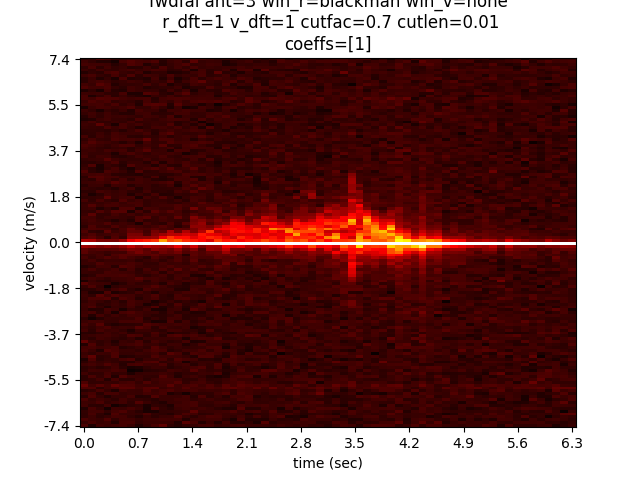 fwdfal ant=3 win_r=blackman win_v=none
r_dft=1 v_dft=1 cutfac=0.7 cutlen=0.01
coeffs=[1]
7.4
5.5
3.7
1.8
0.0
-1.8
-3.7
-5.5
-7.4
velocity (m/s)
0.0 0.7 1.4 2.1 2.8 3.5 4.2 4.9 5.6 6.3
time (sec)